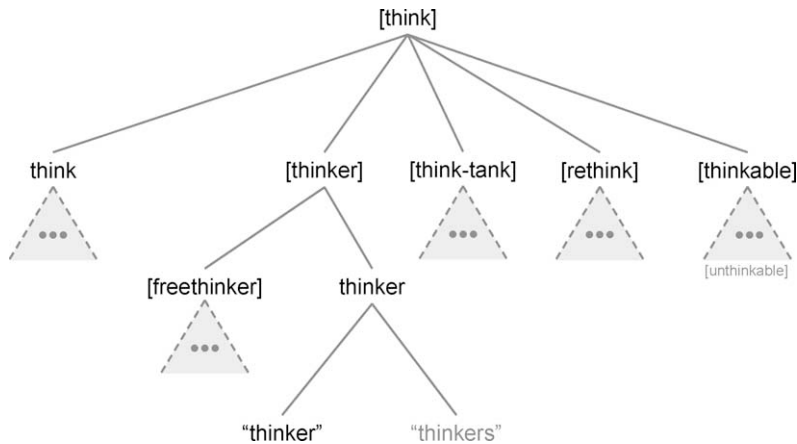 [think]
think [thinker] [think-tank] [rethink] [thinkable]
[unthinkable]
[freethinker] thinker
“thinker” “thinkers”